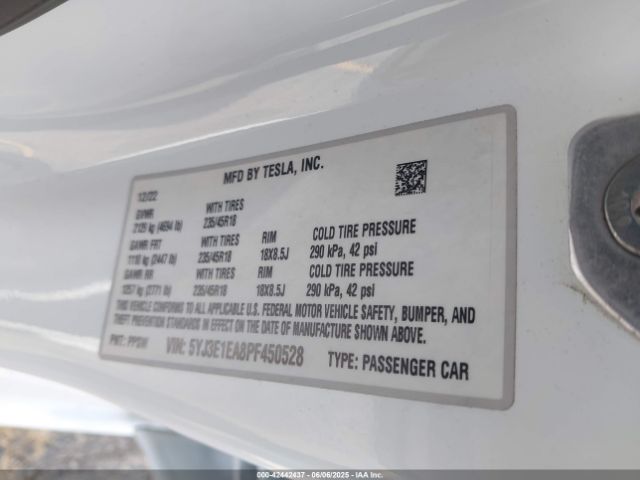 MFD BY TESLA, INC.
12/22
GVWR WITH TIRES
2129 kg (4694 lb) 235/45R18
GAWR FRT WITH TIRES RIM COLD TIRE PRESSURE
1110 kg (2447 lb) 235/45R18 18X8.5J 290 kPa, 42 psi
GAWR RR WITH TIRES RIM COLD TIRE PRESSURE
1257 kg (2771 lb) 235/45R18 18X8.5J 290 kPa, 42 psi
THIS VEHICLE CONFORMS TO ALL APPLICABLE U.S. FEDERAL MOTOR VEHICLE SAFETY, BUMPER, AND
THEFT PREVENTION STANDARDS IN EFFECT ON THE DATE OF MANUFACTURE SHOWN ABOVE.
PMT: PPSW VIN: 5YJ3E1EA8PF450528 TYPE: PASSENGER CAR
000-42442437 - 06/06/2025 - IAA Inc.